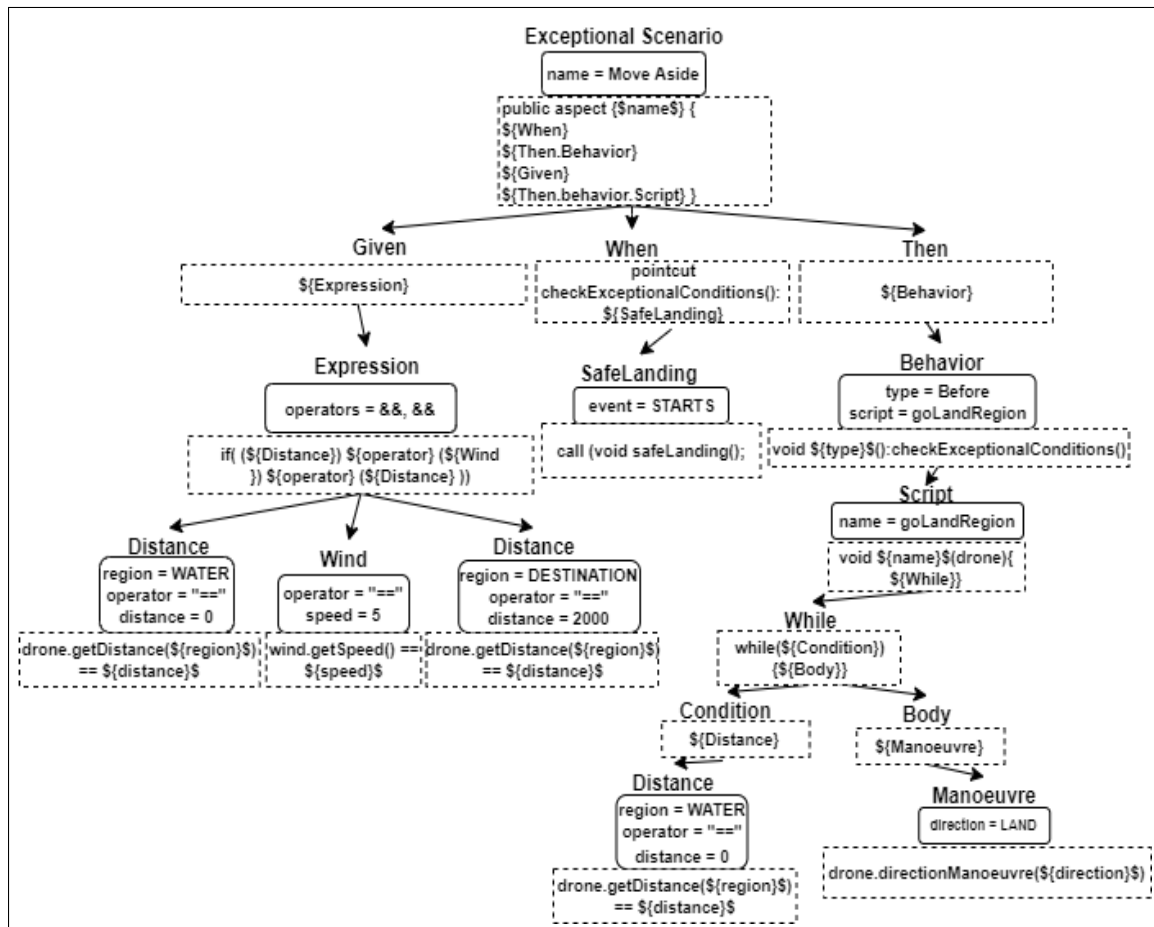 Exceptional Scenario
name = Move Aside
public aspect {$name$} {
${When}
${Then.Behavior}
${Given}
${Then.behavior.Script} }
Given
${Expression}
When
pointcut
checkExceptionalConditions():
${SafeLanding}
Then
${Behavior}
Expression
operators = &&, &&
if( (${Distance}) ${operator} (${Wind
}) ${operator} (${Distance} ))
SafeLanding
event = STARTS
call (void safeLanding();
Behavior
type = Before
script = goLandRegion
void ${type}$():checkExceptionalConditions()
Script
name = goLandRegion
void ${name}$(drone){
${While}}
Distance
region = WATER
operator = "=="
distance = 0
drone.getDistance(${region}$)
== ${distance}$
Wind
operator = "=="
speed = 5
wind.getSpeed() ==
${speed}$
Distance
region = DESTINATION
operator = "=="
distance = 2000
drone.getDistance(${region}$)
== ${distance}$
While
while(${Condition})
{${Body}}
Condition
${Distance}
Body
${Manoeuvre}
Distance
region = WATER
operator = "=="
distance = 0
drone.getDistance(${region}$)
== ${distance}$
Manoeuvre
direction = LAND
drone.directionManoeuvre(${direction}$)